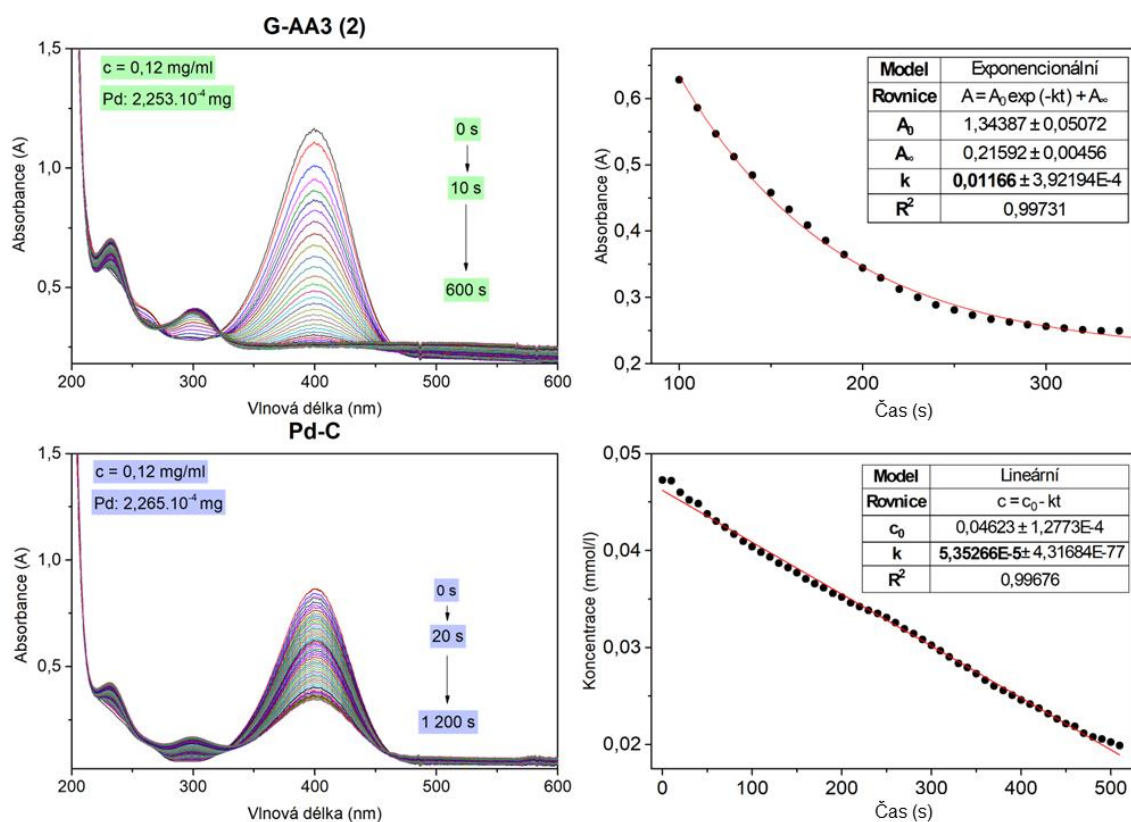 G-AA3 (2)
1,5
1,0
0,5
Absorbance (A)
c = 0,12 mg/ml
Pd: 2,253.10-4 mg
0 s
10 s
600 s
200
300
400
500
600
Vlnová délka (nm)
0,6
0,5
0,4
0,3
0,2
Absorbance (A)
Model Exponencionální
Rovnice A = A0 exp (-kt) + A∞
A0 1,34387 ± 0,05072
A∞ 0,21592 ± 0,00456
k 0,01166 ± 3,92194E-4
R2 0,99731
100
200
300
Čas (s)
Pd-C
1,5
1,0
0,5
Absorbance (A)
c = 0,12 mg/ml
Pd: 2,265.10-4 mg
0 s
20 s
1 200 s
200
300
400
500
600
Vlnová délka (nm)
0,05
0,04
0,03
0,02
Koncentrace (mmol/l)
Model Lineární
Rovnice c = c0 - kt
c0 0,04623 ± 1,2773E-4
k 5,35266E-5± 4,31684E-77
R2 0,99676
0
100
200
300
400
500
Čas (s)